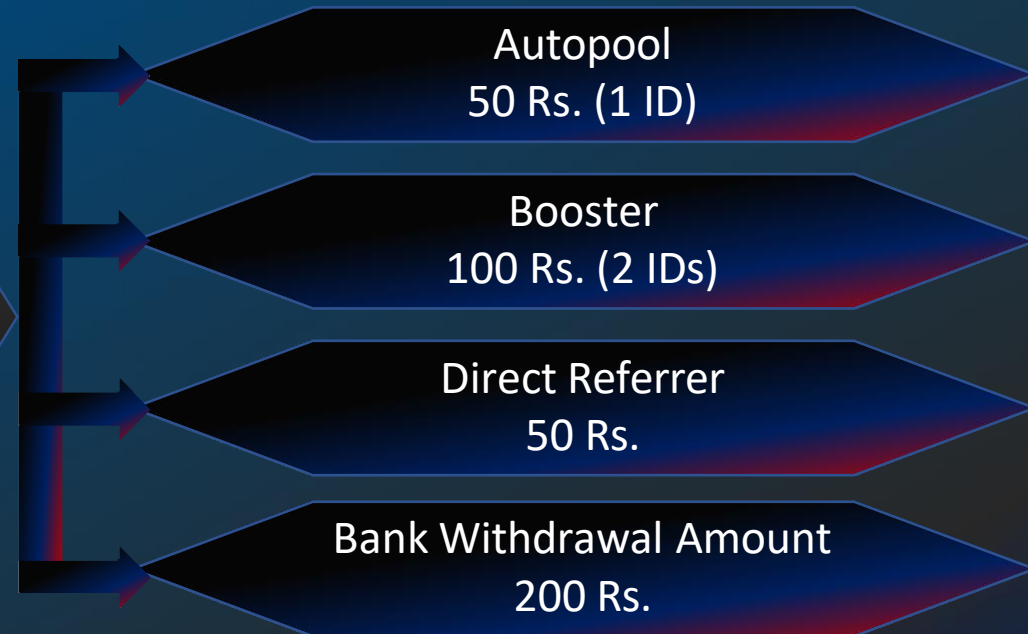 Autopool
50 Rs. (1 ID)
Booster
100 Rs. (2 IDs)
Direct Referrer
50 Rs.
Bank Withdrawal Amount
200 Rs.